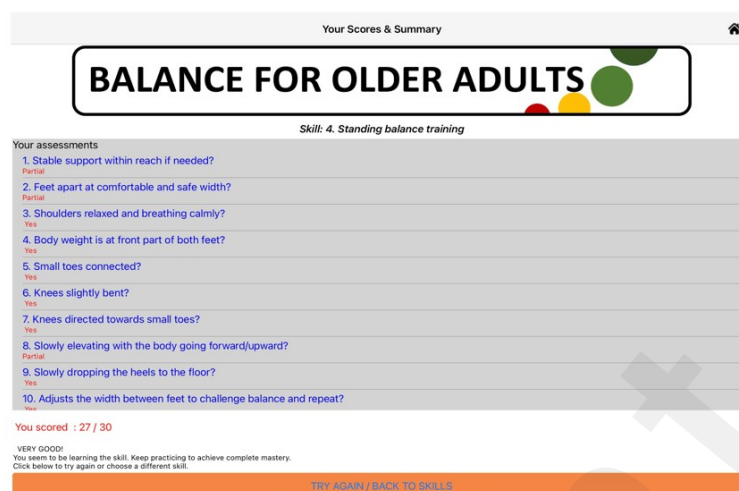 Your Scores & Summary
BALANCE FOR OLDER ADULTS
Skill: 4. Standing balance training
Your assessments
1. Stable support within reach if needed?
Partial
2. Feet apart at comfortable and safe width?
Partial
3. Shoulders relaxed and breathing calmly?
Yes
4. Body weight is at front part of both feet?
Yes
5. Small toes connected?
Yes
6. Knees slightly bent?
Yes
7. Knees directed towards small toes?
Yes
8. Slowly elevating with the body going forward/upward?
Partial
9. Slowly dropping the heels to the floor?
Yes
10. Adjusts the width between feet to challenge balance and repeat?
Yes
You scored : 27 / 30
VERY GOOD!
You seem to be learning the skill. Keep practicing to achieve complete mastery.
Click below to try again or choose a different skill.
TRY AGAIN / BACK TO SKILLS